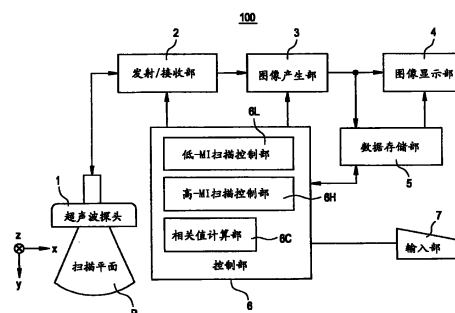 100
2
3
4
发射/接收部
图像产生部
图像显示部
6L
低-MI扫描控制部
数据存储部
5
1
高-MI扫描控制部
6H
7
超声波探头
相关值计算部
6C
输入部
z
x
y
扫描平面
控制部
6
P